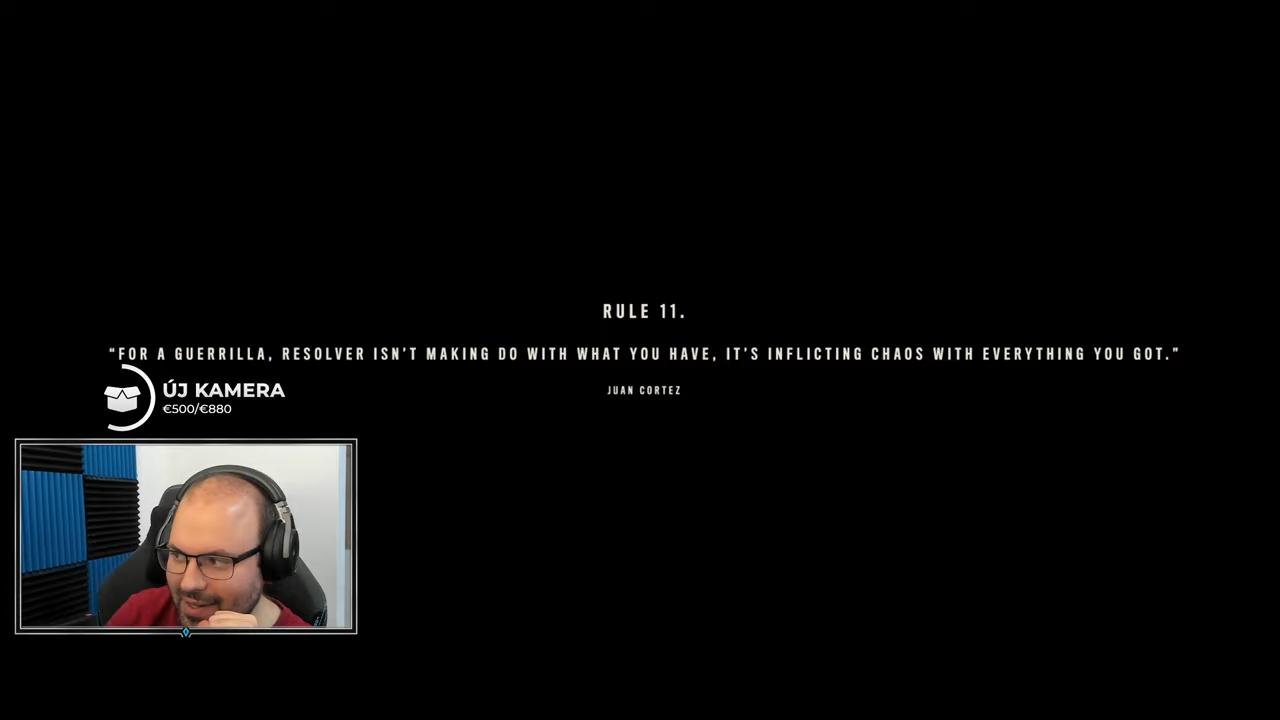 RULE 11.
“FOR A GUERRILLA, RESOLVER ISN’T MAKING DO WITH WHAT YOU HAVE, IT’S INFLICTING CHAOS WITH EVERYTHING YOU GOT.”
JUAN CORTEZ
ÚJ KAMERA
€500/€880